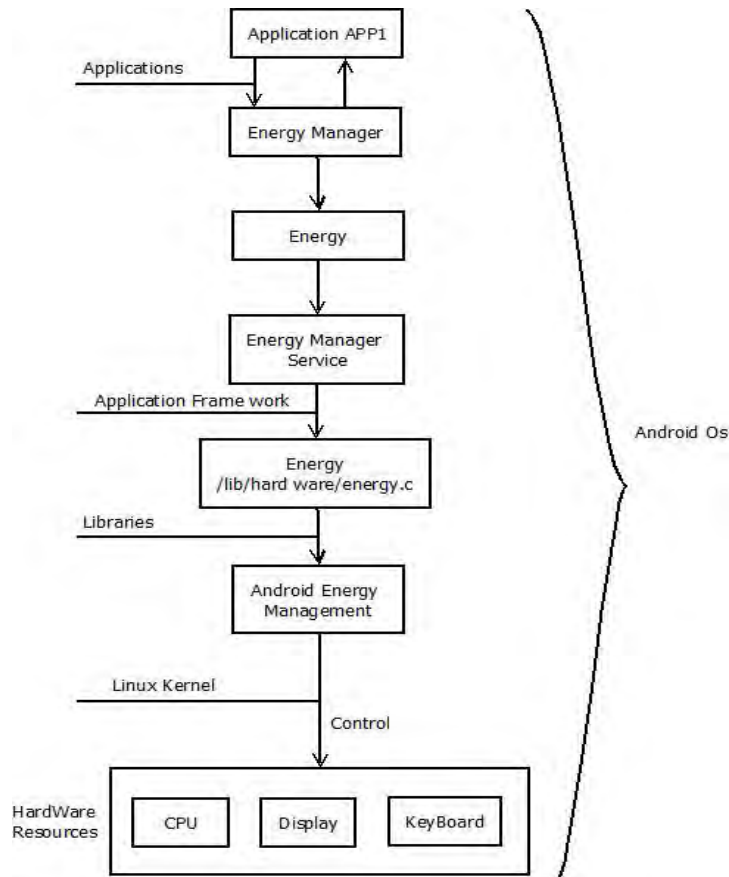 Application APP1
Applications
Energy Manager
Energy
Energy Manager
Service
Application Frame work
Android Os
Energy
/lib/hard ware/energy.c
Libraries
Android Energy
Management
Linux Kernel
Control
HardWare
Resources
CPU
Display
KeyBoard